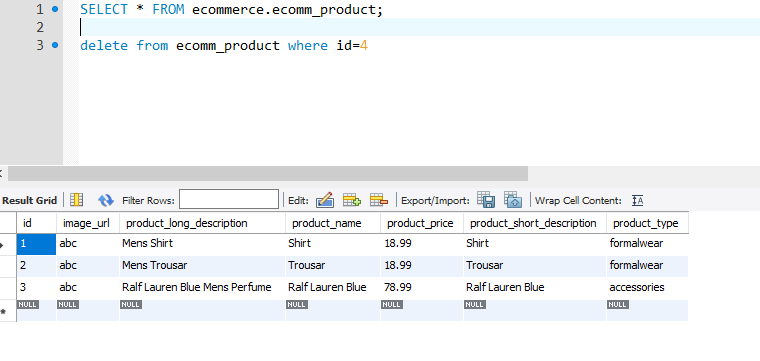 1 SELECT * FROM ecommerce.ecomm_product;
2
3 delete from ecomm_product where id=4
Result Grid Filter Rows: Edit: Export/Import: Wrap Cell Content:
id image_url product_long_description product_name product_price product_short_description product_type
1 abc Mens Shirt Shirt 18.99 Shirt formalwear
2 abc Mens Trousar Trousar 18.99 Trousar formalwear
3 abc Ralf Lauren Blue Mens Perfume Ralf Lauren Blue 78.99 Ralf Lauren Blue accessories
NULL NULL NULL NULL NULL NULL NULL